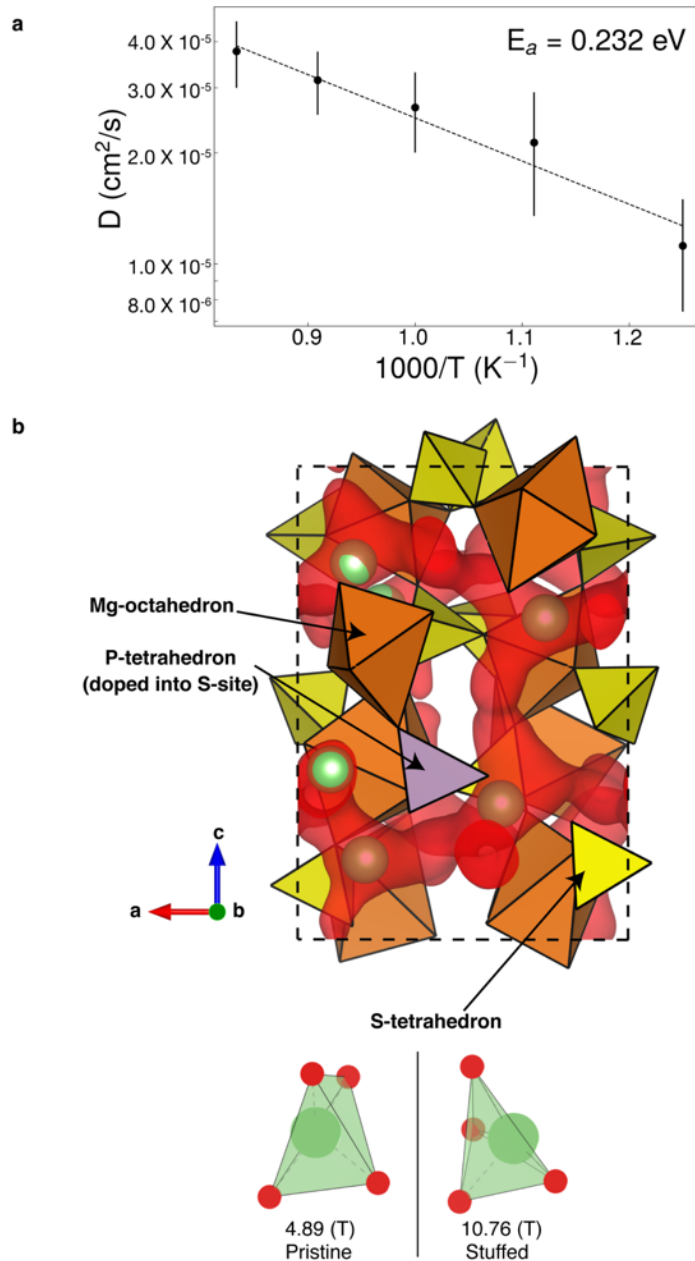 a
E_a = 0.232 eV
D (cm²/s)
4.0 X 10⁻⁵
3.0 X 10⁻⁵
2.0 X 10⁻⁵
1.0 X 10⁻⁵
8.0 X 10⁻⁶
0.9 1.0 1.1 1.2
1000/T (K⁻¹)
b
Mg-octahedron
P-tetrahedron
(doped into S-site)
c
a
b
S-tetrahedron
4.89 (T)
Pristine
10.76 (T)
Stuffed